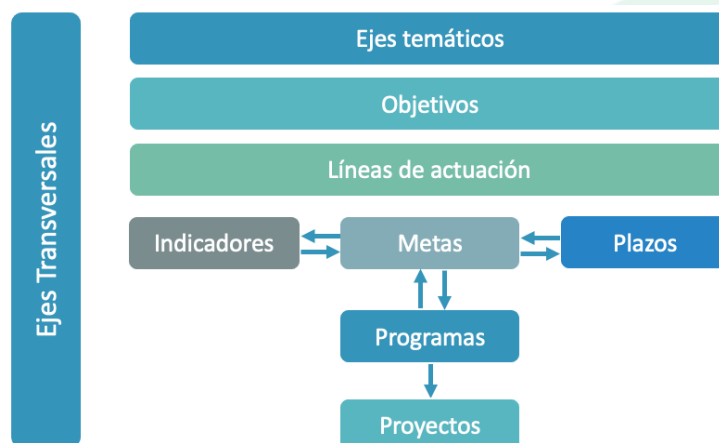 Ejes Transversales
Ejes temáticos
Objetivos
Líneas de actuación
Indicadores
Metas
Plazos
Programas
Proyectos